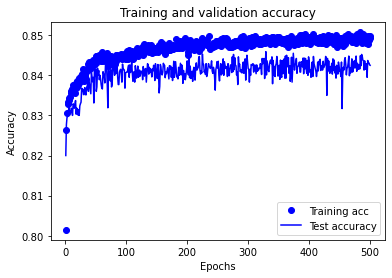 Training and validation accuracy
Accuracy
0.85
0.84
0.83
0.82
0.81
0.80
0
100
200
300
400
500
Epochs
Training acc
Test accuracy